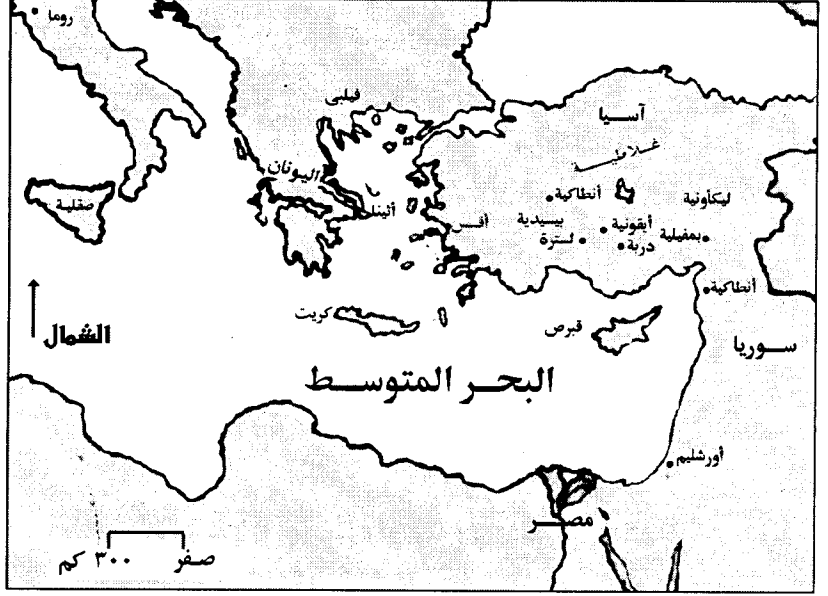 روما
فيلبي
آسيا
غلاطية
اليونان
صقلية
أثينا
أنطاكية
ليكأونية
أفس
بيسيدية
أيقونية
بمفيلية
لسترة
دربة
أنطاكية
كريت
قبرص
سوريا
الشمال
البحر المتوسط
أورشليم
مصر
صفر ٣٠٠ كم